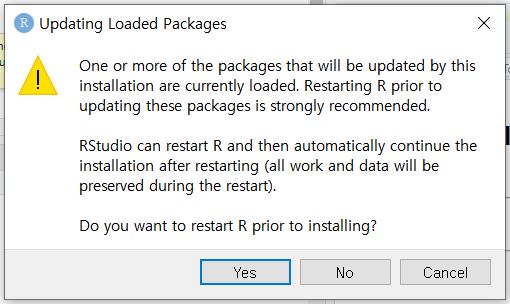 R Updating Loaded Packages
One or more of the packages that will be updated by this
installation are currently loaded. Restarting R prior to
updating these packages is strongly recommended.
RStudio can restart R and then automatically continue the
installation after restarting (all work and data will be
preserved during the restart).
Do you want to restart R prior to installing?
Yes No Cancel